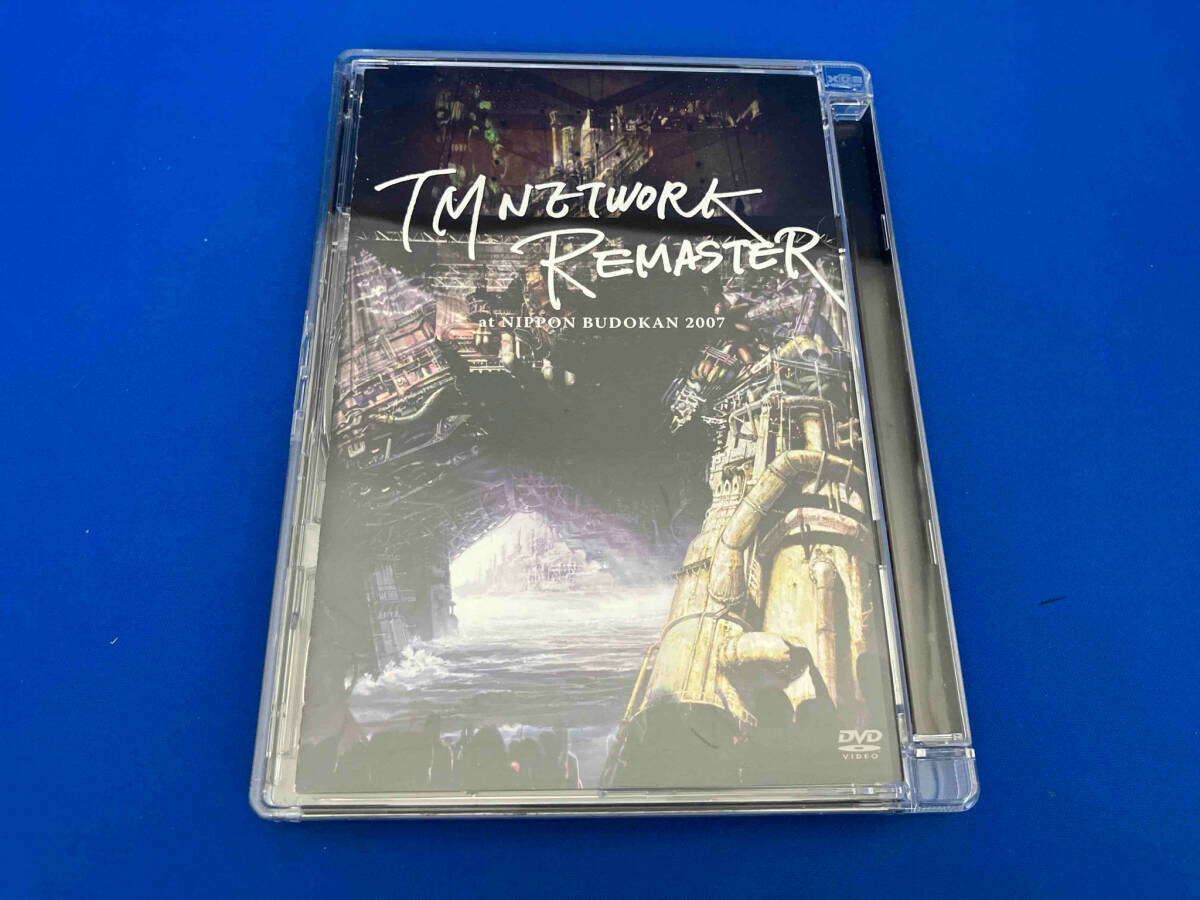 TM NETWORK
REMASTER
at NIPPON BUDOKAN 2007
DVD
VIDEO